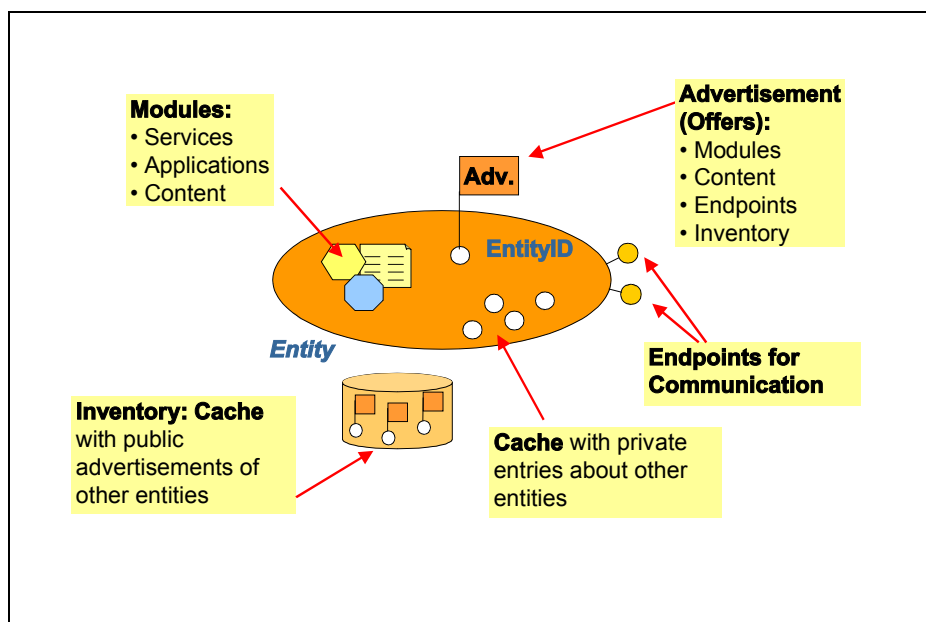 Modules:
• Services
• Applications
• Content
Advertisement
(Offers):
• Modules
• Content
• Endpoints
• Inventory
Adv.
EntityID
Entity
Endpoints for
Communication
Inventory: Cache
with public
advertisements of
other entities
Cache with private
entries about other
entities